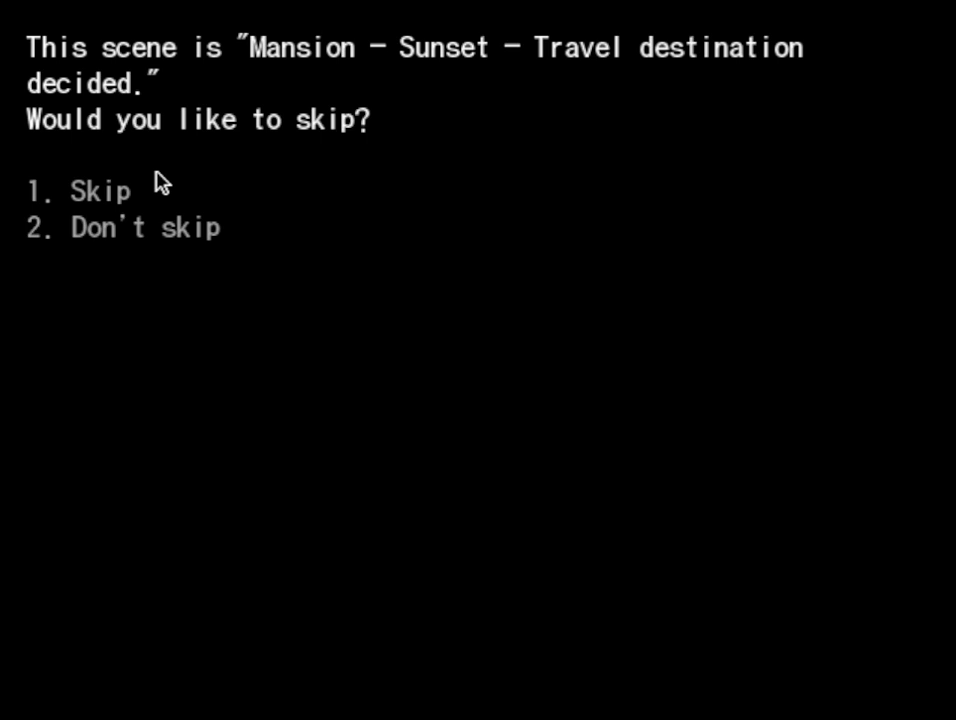 This scene is "Mansion - Sunset - Travel destination
decided."
Would you like to skip?
1. Skip
2. Don't skip